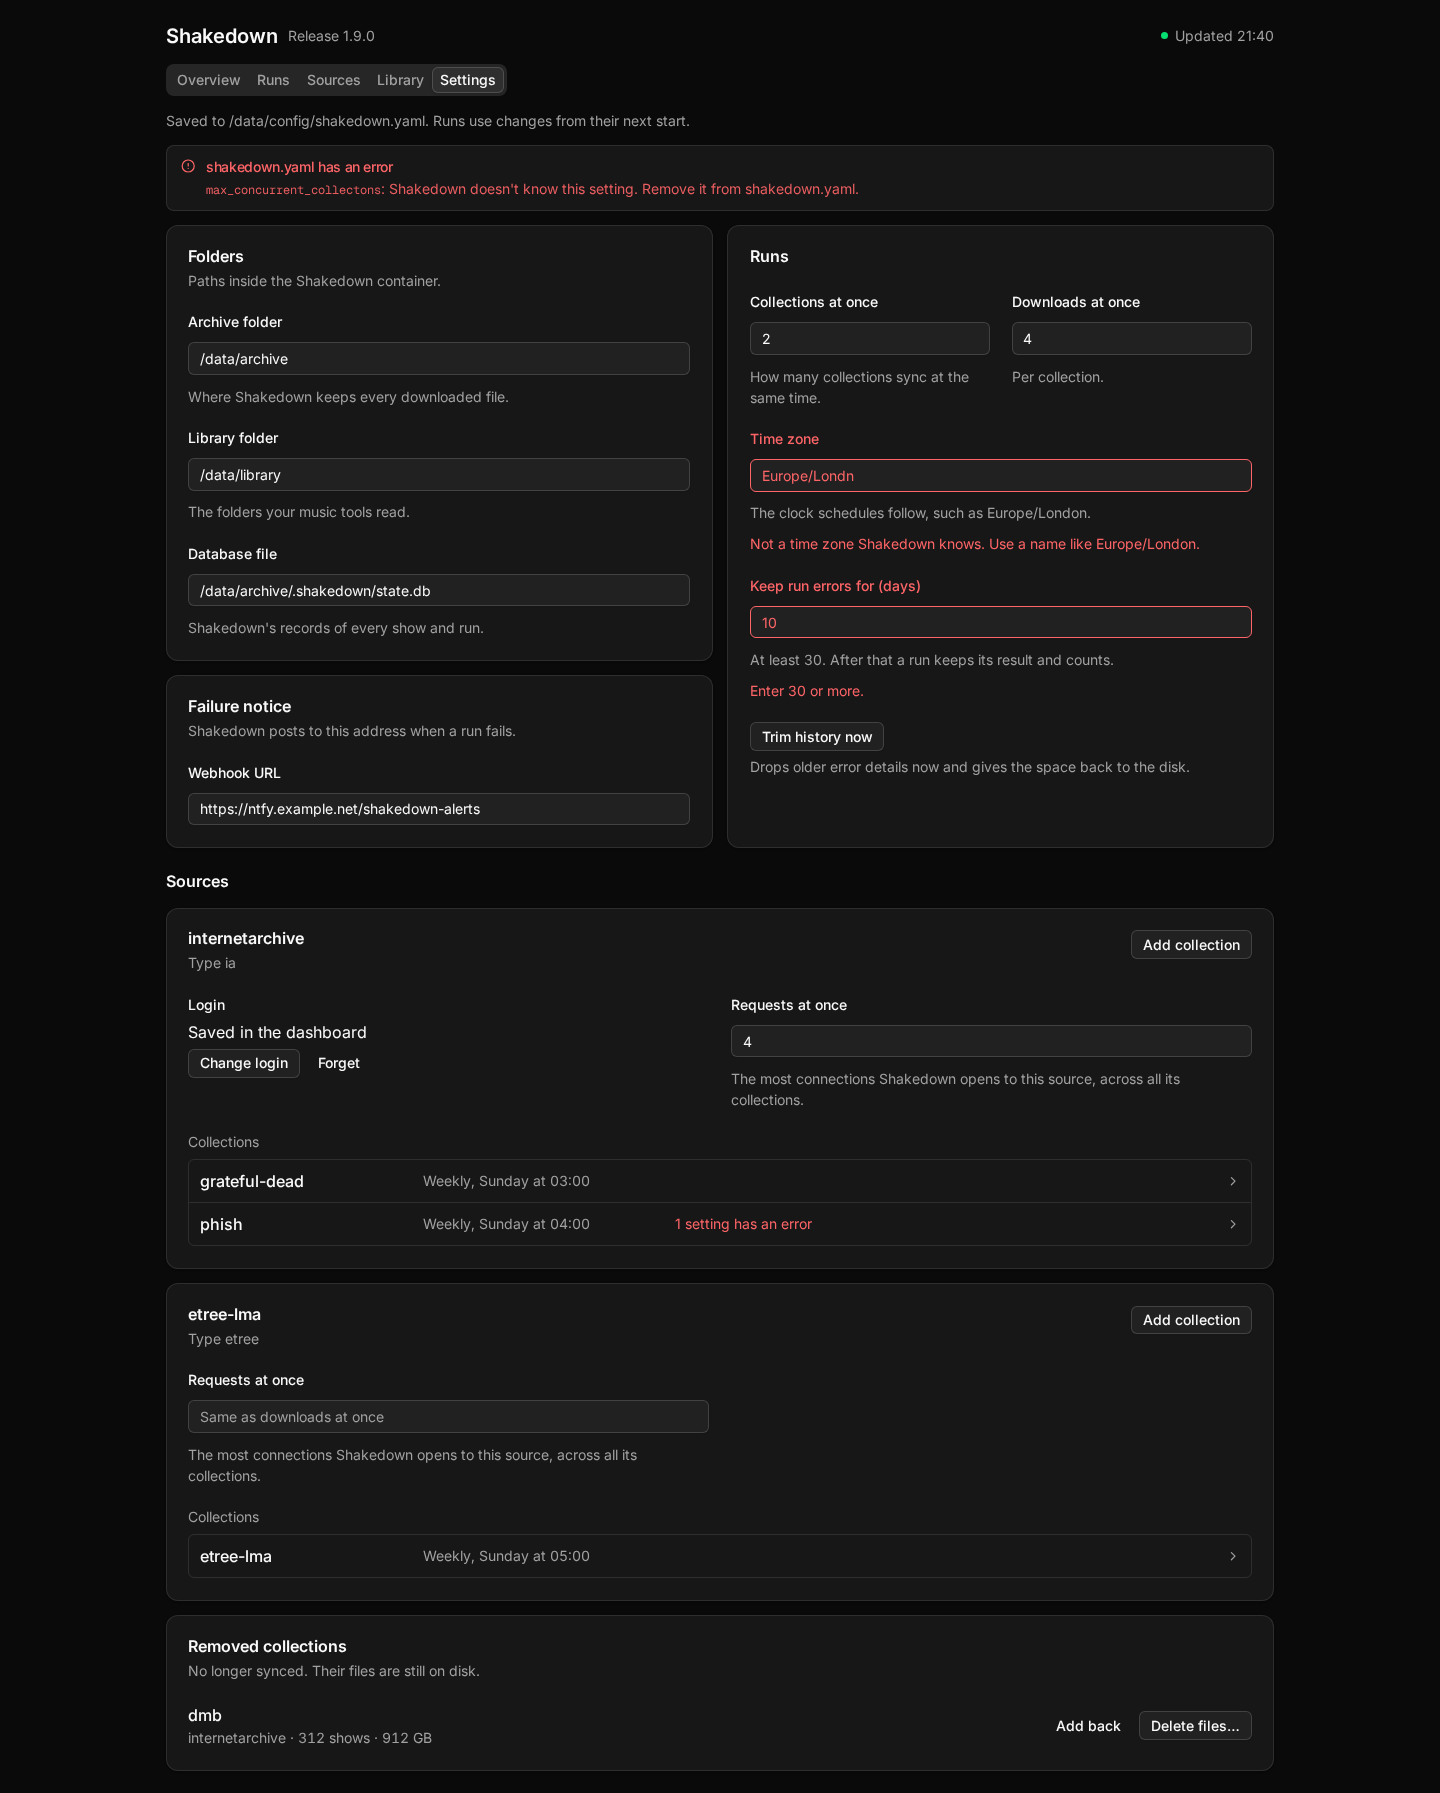 Shakedown Release 1.9.0
Updated 21:40
Overview Runs Sources Library Settings
Saved to /data/config/shakedown.yaml. Runs use changes from their next start.
shakedown.yaml has an error
max_concurrent_collectons: Shakedown doesn't know this setting. Remove it from shakedown.yaml.
Folders
Paths inside the Shakedown container.
Archive folder
/data/archive
Where Shakedown keeps every downloaded file.
Library folder
/data/library
The folders your music tools read.
Database file
/data/archive/.shakedown/state.db
Shakedown's records of every show and run.
Failure notice
Shakedown posts to this address when a run fails.
Webhook URL
https://ntfy.example.net/shakedown-alerts
Runs
Collections at once
2
How many collections sync at the
same time.
Downloads at once
4
Per collection.
Time zone
Europe/Londn
The clock schedules follow, such as Europe/London.
Not a time zone Shakedown knows. Use a name like Europe/London.
Keep run errors for (days)
10
At least 30. After that a run keeps its result and counts.
Enter 30 or more.
Trim history now
Drops older error details now and gives the space back to the disk.
Sources
internetarchive
Type ia
Add collection
Login
Saved in the dashboard
Change login Forget
Requests at once
4
The most connections Shakedown opens to this source, across all its
collections.
Collections
grateful-dead Weekly, Sunday at 03:00
phish Weekly, Sunday at 04:00 1 setting has an error
etree-lma
Type etree
Add collection
Requests at once
Same as downloads at once
The most connections Shakedown opens to this source, across all its
collections.
Collections
etree-lma Weekly, Sunday at 05:00
Removed collections
No longer synced. Their files are still on disk.
dmb
internetarchive · 312 shows · 912 GB
Add back Delete files...